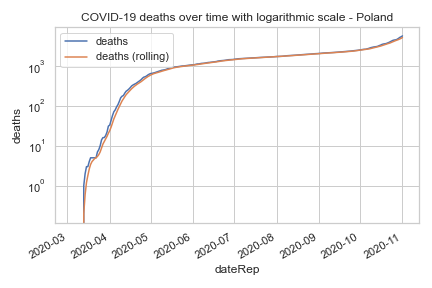 COVID-19 deaths over time with logarithmic scale - Poland
deaths
deaths (rolling)
10³
10²
10¹
10⁰
deaths
2020-03
2020-04
2020-05
2020-06
2020-07
2020-08
2020-09
2020-10
2020-11
dateRep